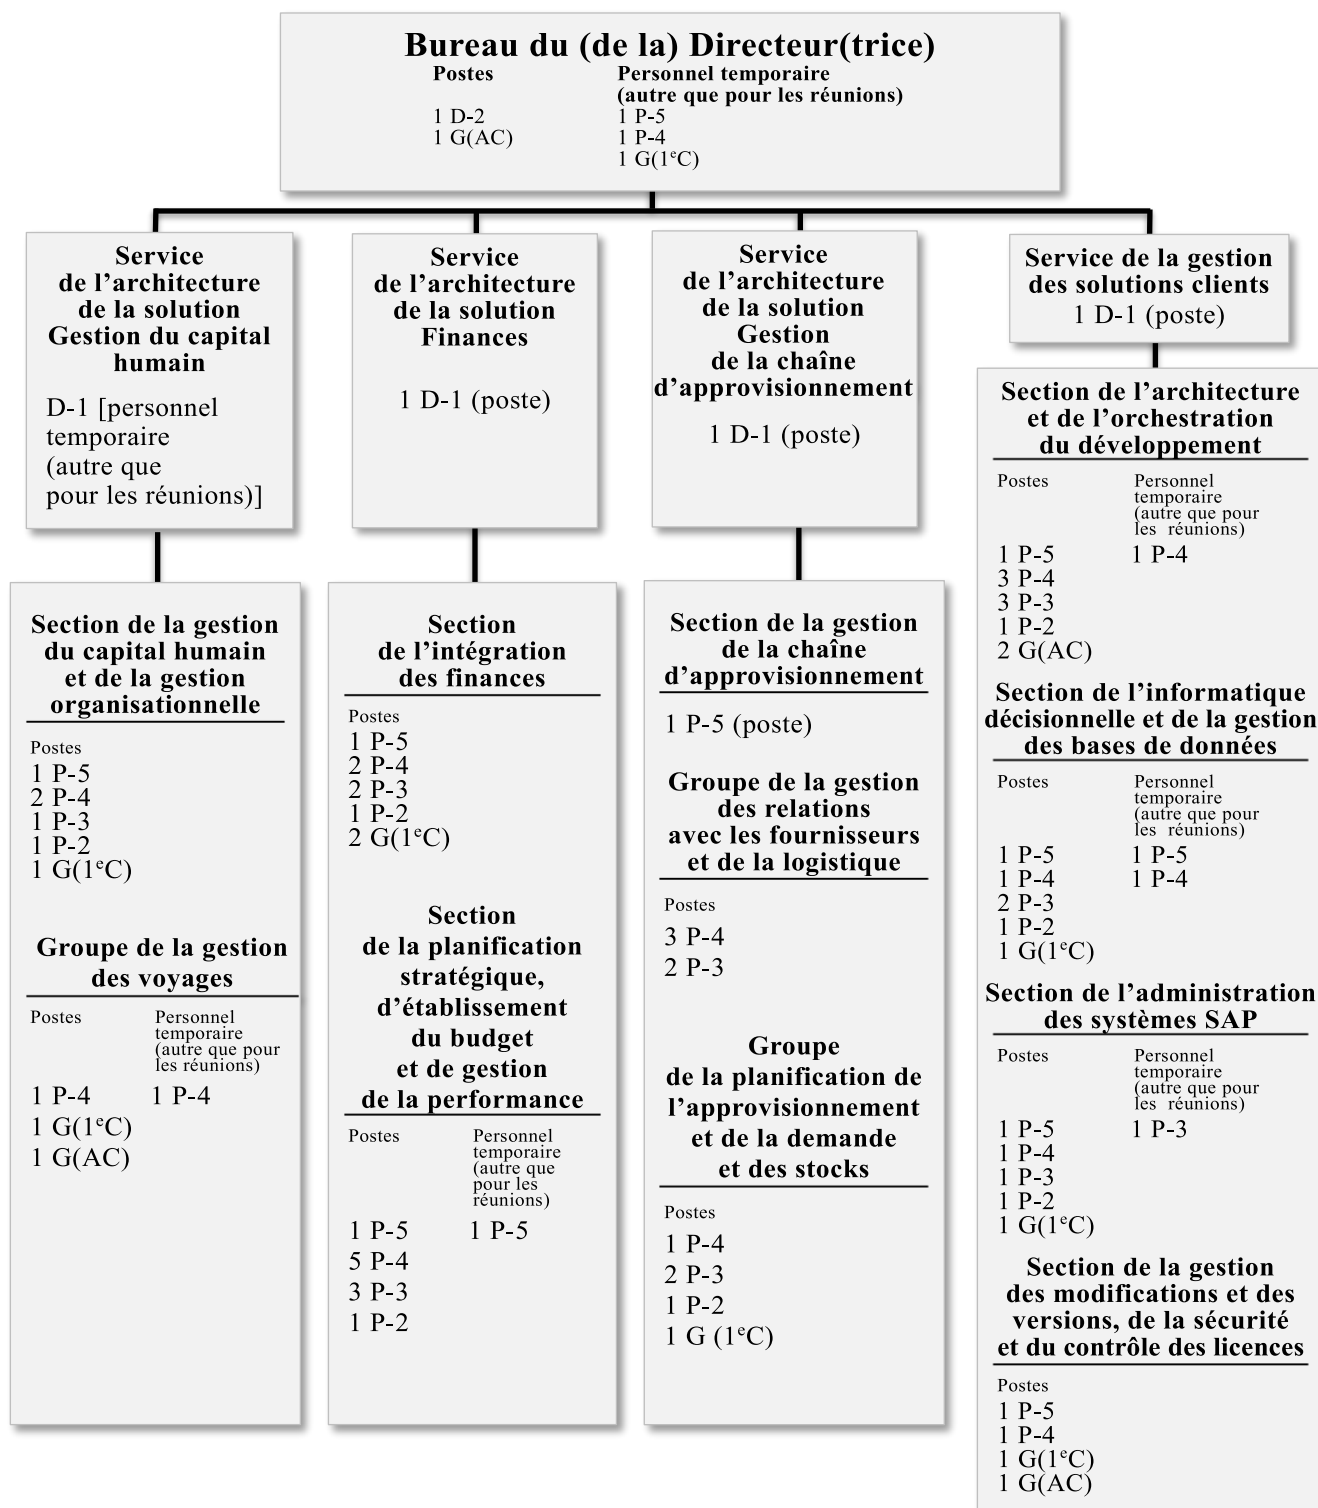 Bureau du (de la) Directeur(trice)
Postes
1 D-2
1 G(AC)
Personnel temporaire
(autre que pour les réunions)
1 P-5
1 P-4
1 G(1ᵉC)
Service
de l’architecture
de la solution
Gestion du capital
humain
D-1 [personnel
temporaire
(autre que
pour les réunions)]
Section de la gestion
du capital humain
et de la gestion
organisationnelle
Postes
1 P-5
2 P-4
1 P-3
1 P-2
1 G(1ᵉC)
Groupe de la gestion
des voyages
Postes
1 P-4
1 G(1ᵉC)
1 G(AC)
Personnel
temporaire
(autre que pour
les réunions)
1 P-4
Service
de l’architecture
de la solution
Finances
1 D-1 (poste)
Section
de l’intégration
des finances
Postes
1 P-5
2 P-4
2 P-3
1 P-2
2 G(1ᵉC)
Section
de la planification
stratégique,
d’établissement
du budget
et de gestion
de la performance
Postes
1 P-5
5 P-4
3 P-3
1 P-2
Personnel
temporaire
(autre que
pour les
réunions)
1 P-5
Service
de l’architecture
de la solution
Gestion
de la chaîne
d’approvisionnement
1 D-1 (poste)
Section de la gestion
de la chaîne
d’approvisionnement
1 P-5 (poste)
Groupe de la gestion
des relations
avec les fournisseurs
et de la logistique
Postes
3 P-4
2 P-3
Groupe
de la planification de
l’approvisionnement
et de la demande
et des stocks
Postes
1 P-4
2 P-3
1 P-2
1 G (1ᵉC)
Service de la gestion
des solutions clients
1 D-1 (poste)
Section de l’architecture
et de l’orchestration
du développement
Postes
1 P-5
3 P-4
3 P-3
1 P-2
2 G(AC)
Personnel
temporaire
(autre que pour
les réunions)
1 P-4
Section de l’informatique
décisionnelle et de la gestion
des bases de données
Postes
1 P-5
1 P-4
2 P-3
1 P-2
1 G(1ᵉC)
Personnel
temporaire
(autre que pour
les réunions)
1 P-5
1 P-4
Section de l’administration
des systèmes SAP
Postes
1 P-5
1 P-4
1 P-3
1 P-2
1 G(1ᵉC)
Personnel
temporaire
(autre que pour
les réunions)
1 P-3
Section de la gestion
des modifications et des
versions, de la sécurité
et du contrôle des licences
Postes
1 P-5
1 P-4
1 G(1ᵉC)
1 G(AC)